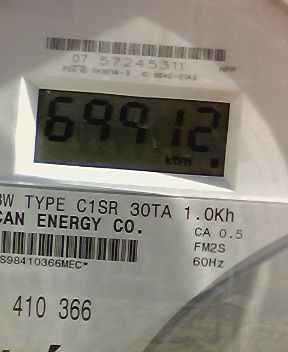 07 57245311
69912
kWh
TYPE C1SR 30TA 1.0Kh
CAN ENERGY CO.
CA 0.5
FM2S
60Hz
S98410366MEC*
410 366